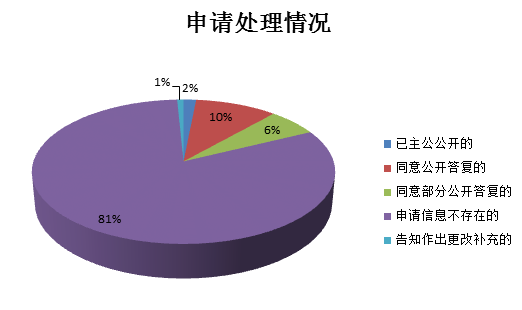 申请处理情况
1%
2%
10%
6%
81%
已主公公开的
同意公开答复的
同意部分公开答复的
申请信息不存在的
告知作出更改补充的